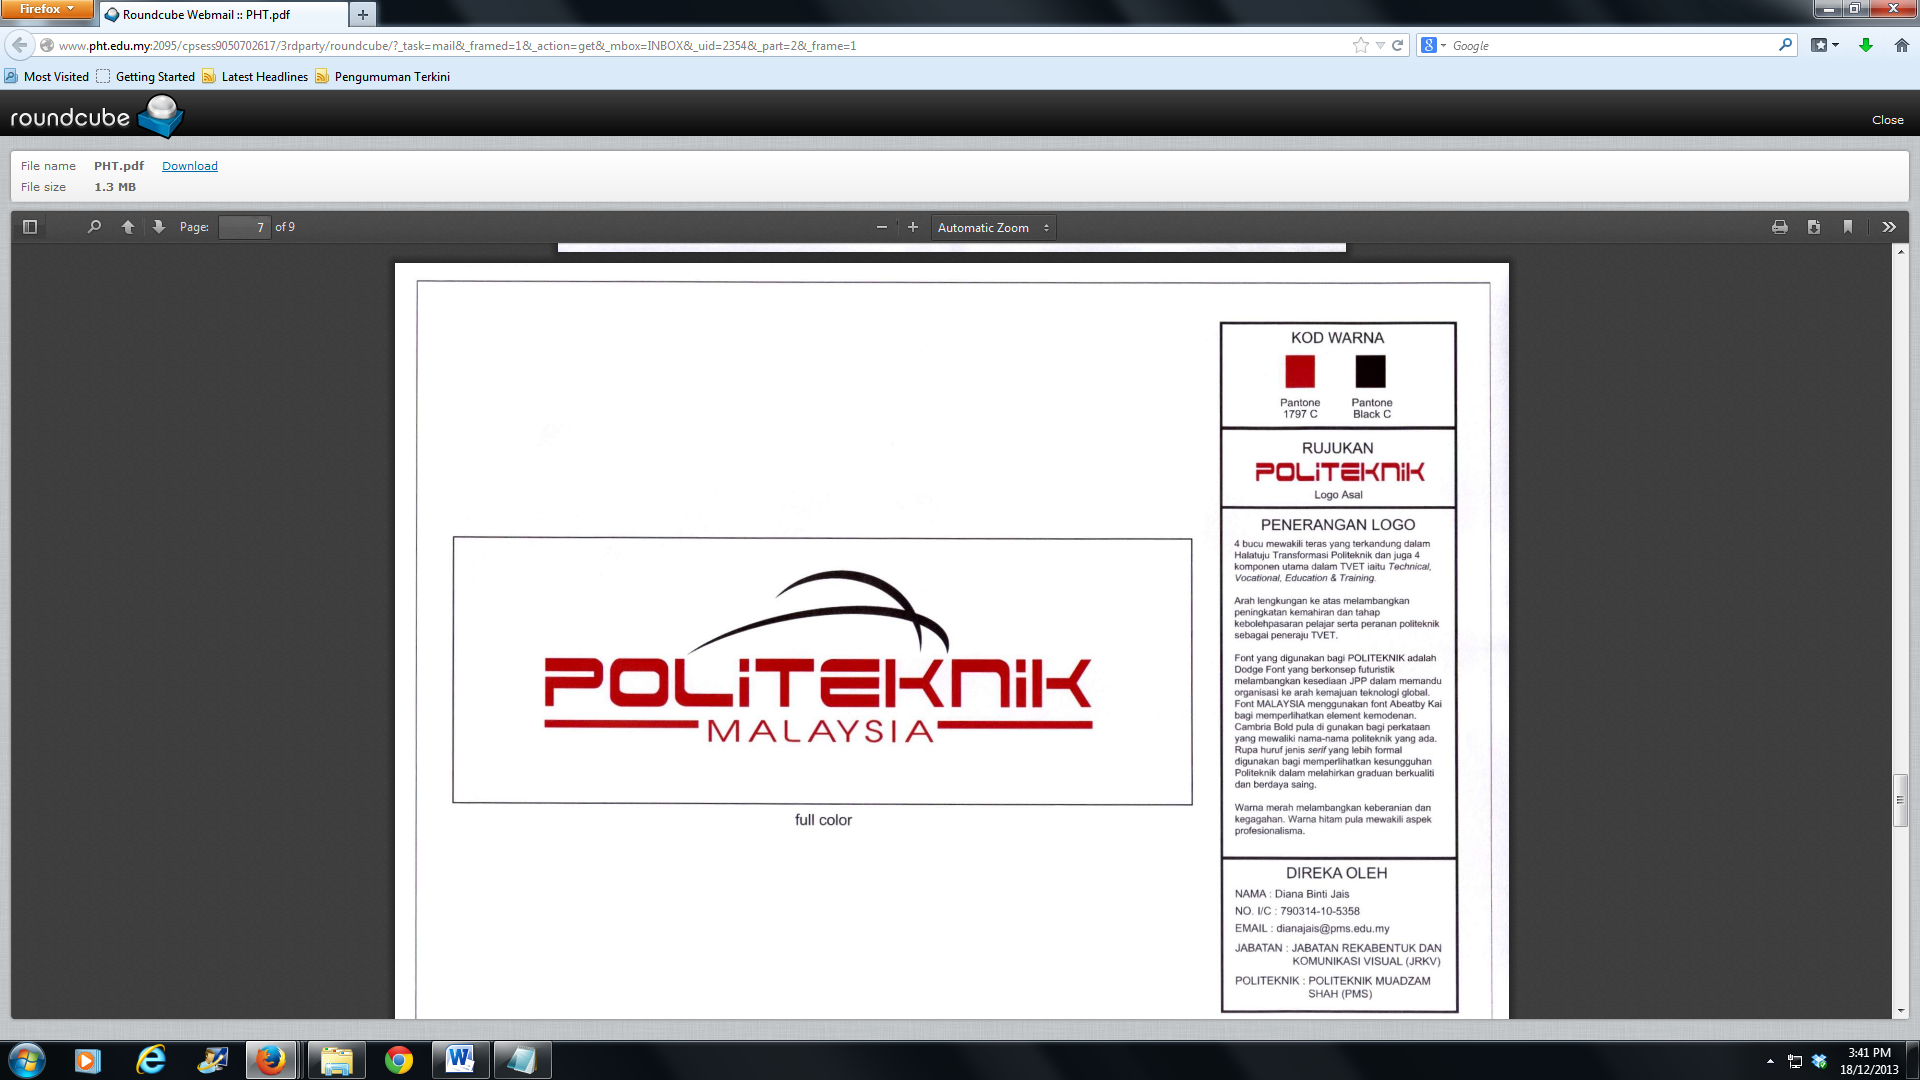 Firefox
Roundcube Webmail :: PHT.pdf
www.pht.edu.my:2095/cpsess9050702617/3rdparty/roundcube/?_task=mail&_framed=1&_action=get&_mbox=INBOX&_uid=2354&_part=2&_frame=1
Google
Most Visited
Getting Started
Latest Headlines
Pengumuman Terkini
roundcube
Close
File name PHT.pdf Download
File size 1.3 MB
Page: 7 of 9
Automatic Zoom
POLiTEKNiK
MALAYSIA
full color
KOD WARNA
Pantone
1797 C
Pantone
Black C
RUJUKAN
POLiTEKNiK
Logo Asal
PENERANGAN LOGO
4 bucu mewakili teras yang terkandung dalam
Halatuju Transformasi Politeknik dan juga 4
komponen utama dalam TVET iaitu Technical,
Vocational, Education & Training.
Arah lengkungan ke atas melambangkan
peningkatan kemahiran dan tahap
kebolehpasaran pelajar serta peranan politeknik
sebagai peneraju TVET.
Font yang digunakan bagi POLITEKNIK adalah
Dodge Font yang berkonsep futuristik
melambangkan kesediaan JPP dalam memandu
organisasi ke arah kemajuan teknologi global.
Font MALAYSIA menggunakan font Abeatby Kai
bagi memperlihatkan element kemodenan.
Cambria Bold pula di gunakan bagi perkataan
yang mewaliki nama-nama politeknik yang ada.
Rupa huruf jenis serif yang lebih formal
digunakan bagi memperlihatkan kesungguhan
Politeknik dalam melahirkan graduan berkualiti
dan berdaya saing.
Warna merah melambangkan keberanian dan
kegagahan. Warna hitam pula mewakili aspek
profesionalisma.
DIREKA OLEH
NAMA : Diana Binti Jais
NO. I/C : 790314-10-5358
EMAIL : dianajais@pms.edu.my
JABATAN : JABATAN REKABENTUK DAN
KOMUNIKASI VISUAL (JRKV)
POLITEKNIK : POLITEKNIK MUADZAM
SHAH (PMS)
3:41 PM
18/12/2013